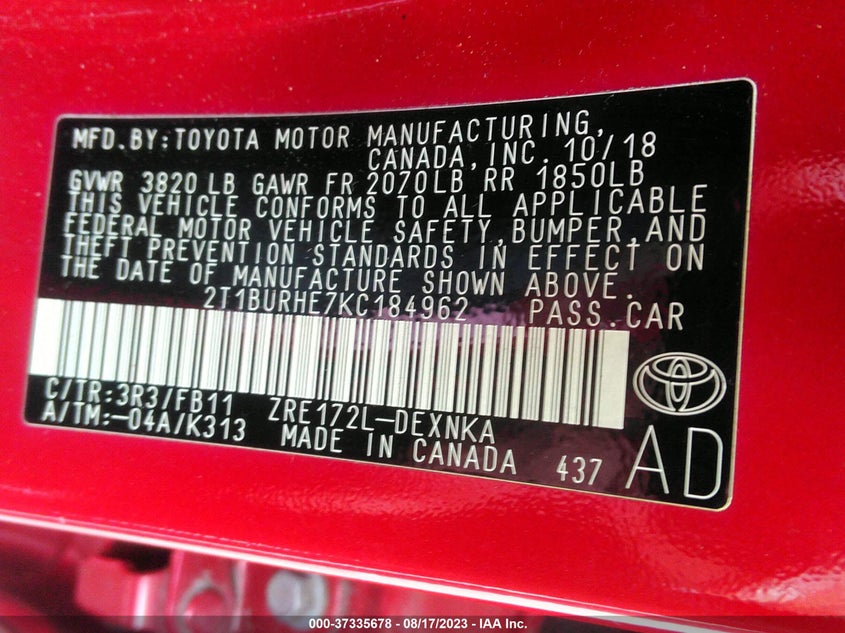 MFD.BY:TOYOTA MOTOR MANUFACTURING,
CANADA,INC. 10/18
GVWR 3820 LB GAWR FR 2070LB RR 1850LB
THIS VEHICLE CONFORMS TO ALL APPLICABLE
FEDERAL MOTOR VEHICLE SAFETY,BUMPER,AND
THEFT PREVENTION STANDARDS IN EFFECT ON
THE DATE OF MANUFACTURE SHOWN ABOVE.
2T1BURHE7KC184962 PASS.CAR
C/TR:3R3/FB11 ZRE172L-DEXNKA
A/TM:-04A/K313 MADE IN CANADA 437 AD
000-37335678 - 08/17/2023 - IAA Inc.